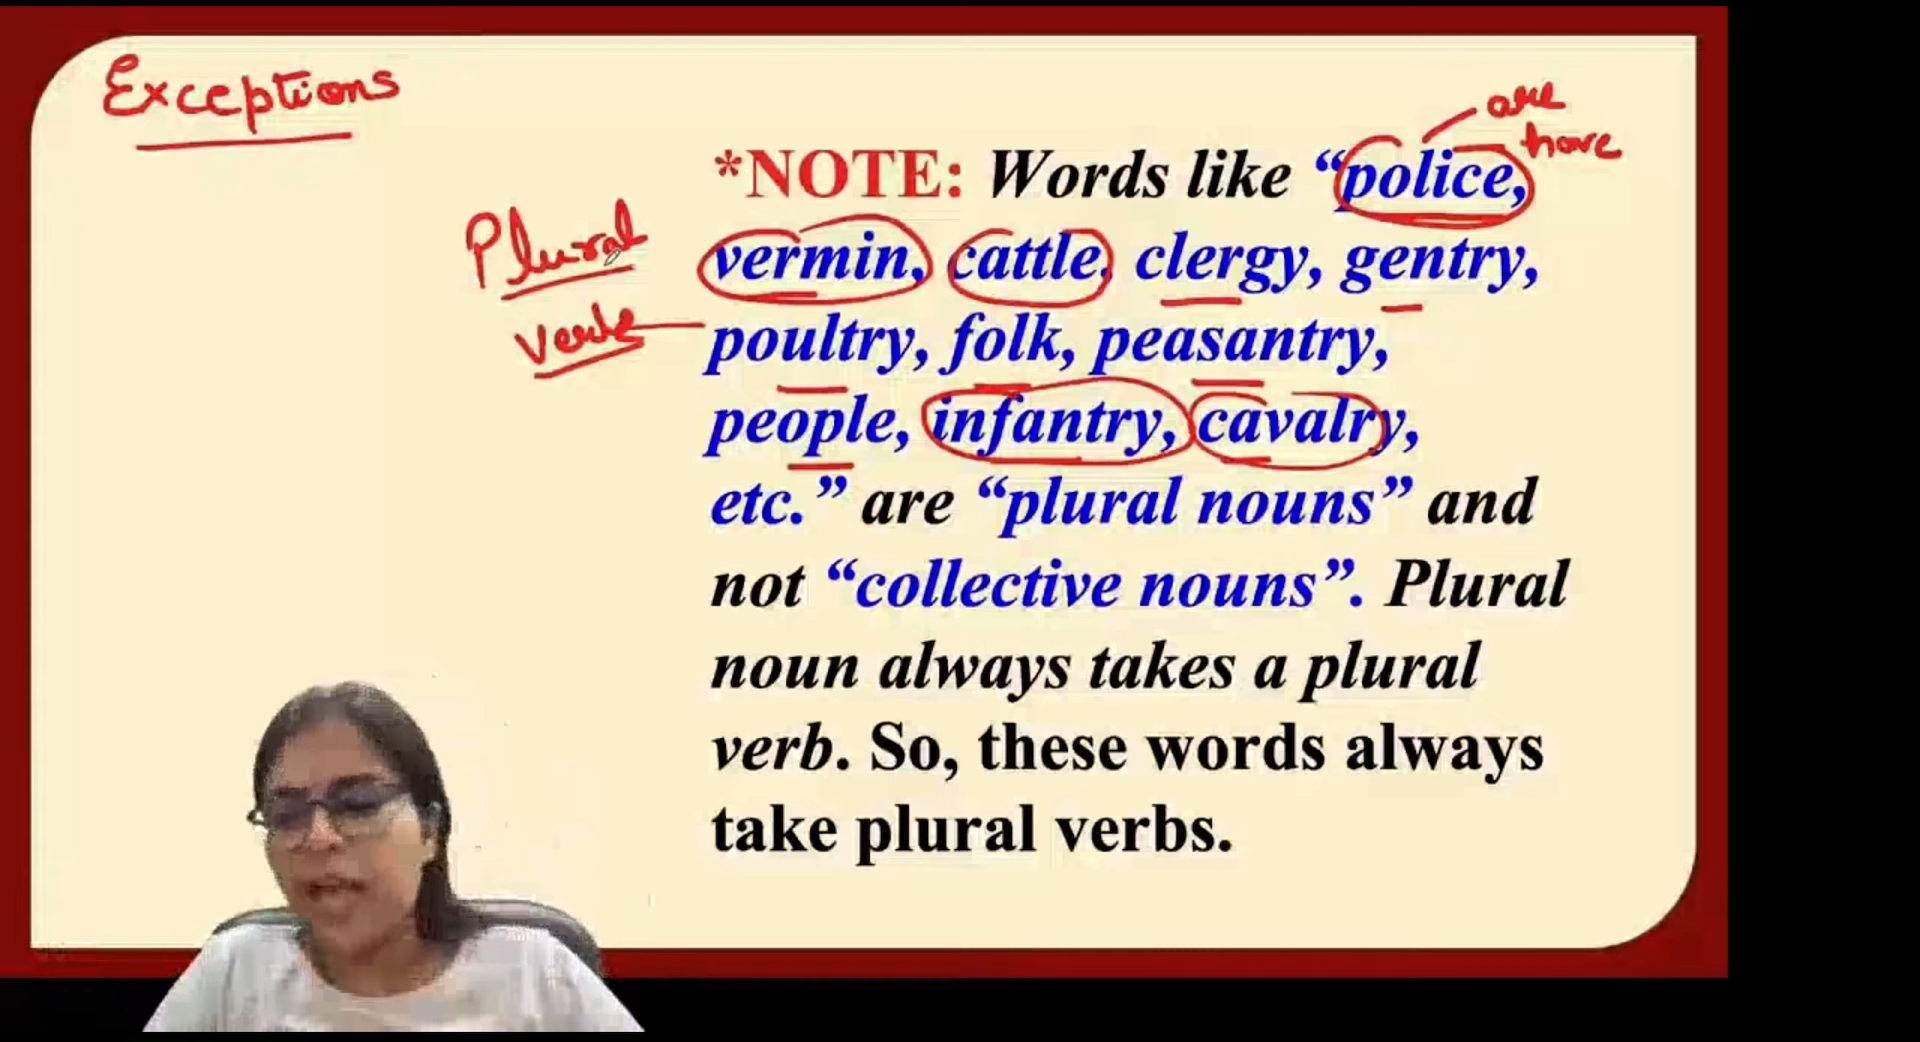 Exceptions
are
have
*NOTE: Words like “police,
Plural
vermin, cattle, clergy, gentry,
verbs
poultry, folk, peasantry,
people, infantry, cavalry,
etc.” are “plural nouns” and
not “collective nouns”. Plural
noun always takes a plural
verb. So, these words always
take plural verbs.